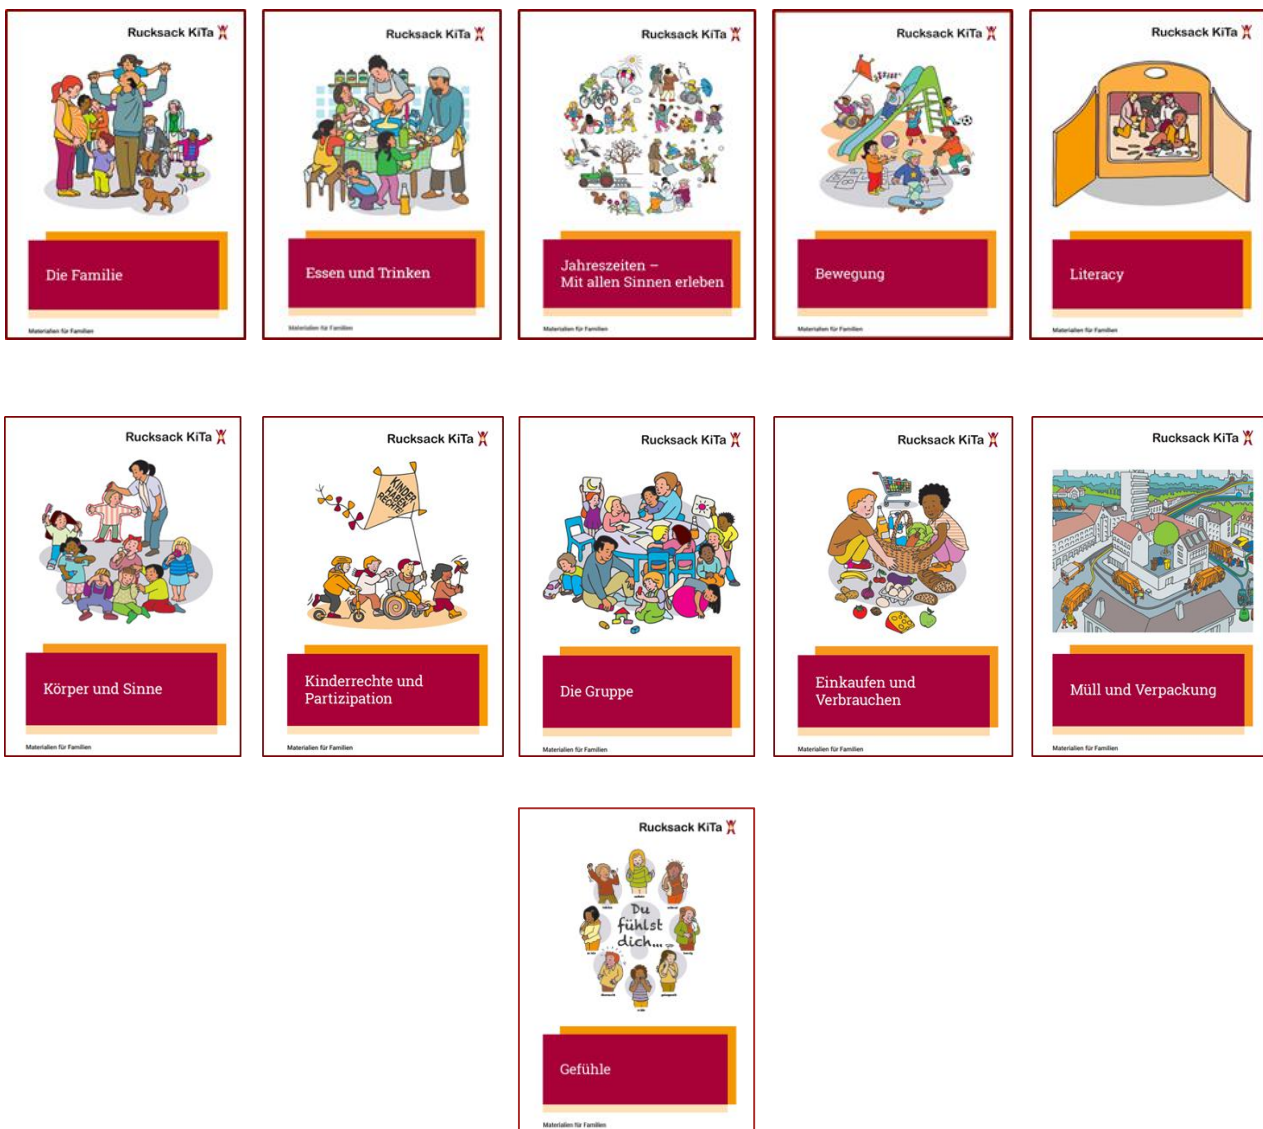 Rucksack KiTa
Die Familie
Materialien für Familien
Rucksack KiTa
Essen und Trinken
Materialien für Familien
Rucksack KiTa
Jahreszeiten –
Mit allen Sinnen erleben
Materialien für Familien
Rucksack KiTa
Bewegung
Materialien für Familien
Rucksack KiTa
Literacy
Materialien für Familien
Rucksack KiTa
Körper und Sinne
Materialien für Familien
Rucksack KiTa
KINDER
HABEN
RECHTE!
Kinderrechte und
Partizipation
Materialien für Familien
Rucksack KiTa
Die Gruppe
Materialien für Familien
Rucksack KiTa
Einkaufen und
Verbrauchen
Materialien für Familien
Rucksack KiTa
Müll und Verpackung
Materialien für Familien
Rucksack KiTa
Du
fühlst
dich...
Gefühle
Materialien für Familien